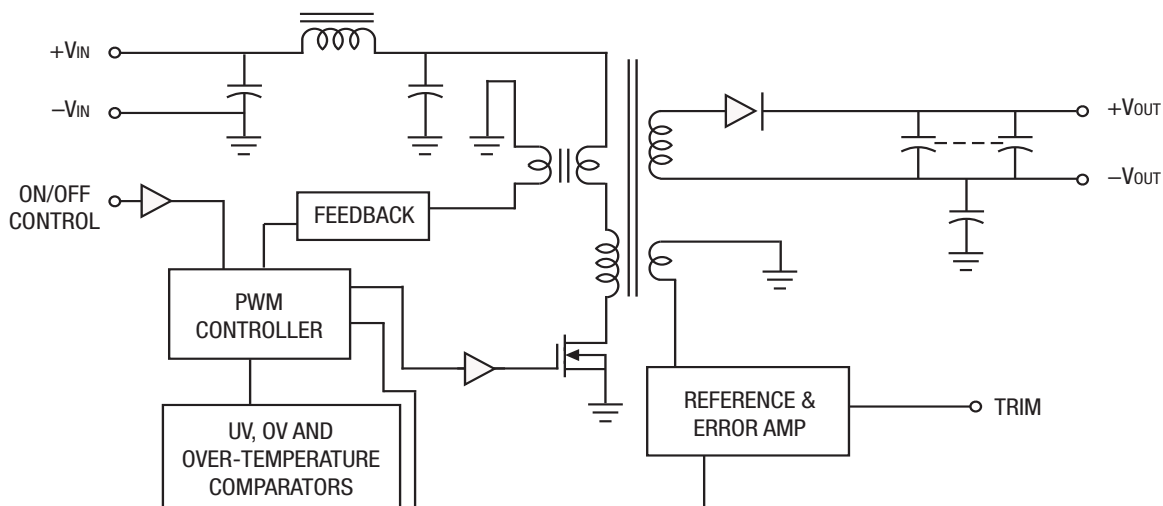 +VIN
−VIN
+VOUT
−VOUT
ON/OFF
CONTROL
FEEDBACK
PWM
CONTROLLER
REFERENCE &
ERROR AMP
TRIM
UV, OV AND
OVER-TEMPERATURE
COMPARATORS